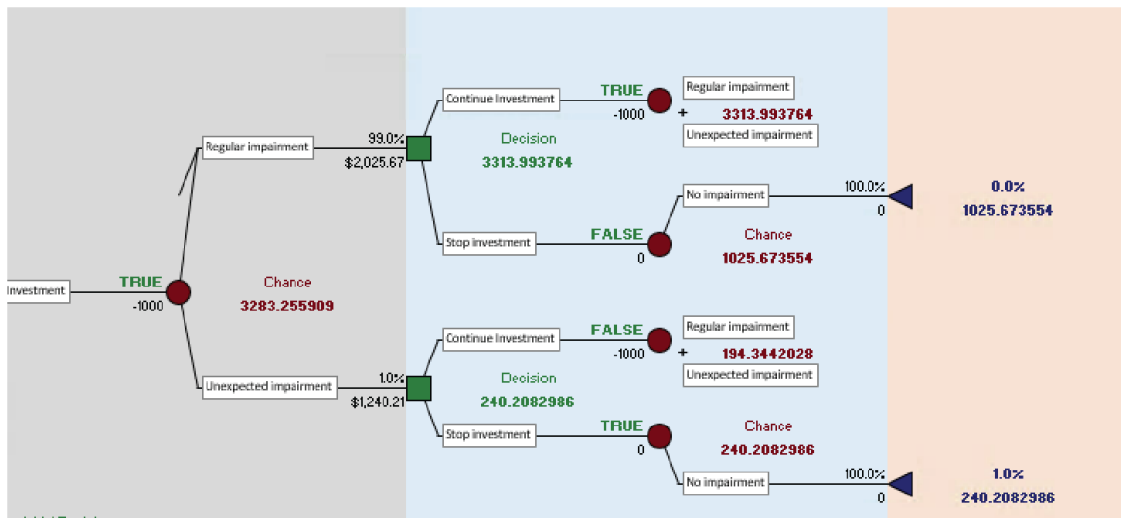 Continue Investment
TRUE
-1000
Regular impairment
+ 3313.993764
Unexpected impairment
Regular impairment
99.0%
$2,025.67
Decision
3313.993764
No impairment
100.0%
0
0.0%
1025.673554
Stop investment
FALSE
0
Chance
1025.673554
Investment
TRUE
-1000
Chance
3283.255909
Continue Investment
FALSE
-1000
Regular impairment
+ 194.3442028
Unexpected impairment
Unexpected impairment
1.0%
$1,240.21
Decision
240.2082986
Stop investment
TRUE
0
Chance
240.2082986
No impairment
100.0%
0
1.0%
240.2082986